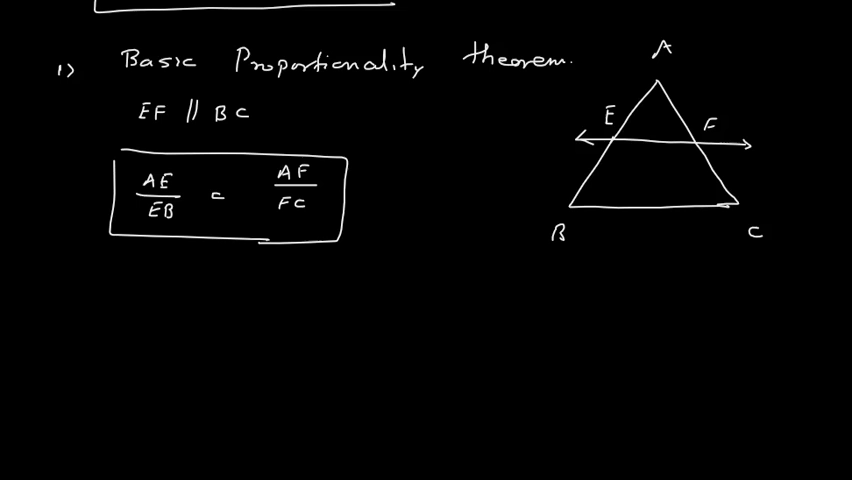 1) Basic Proportionality theorem.
EF || BC
AE/EB = AF/FC
A
E F
B C